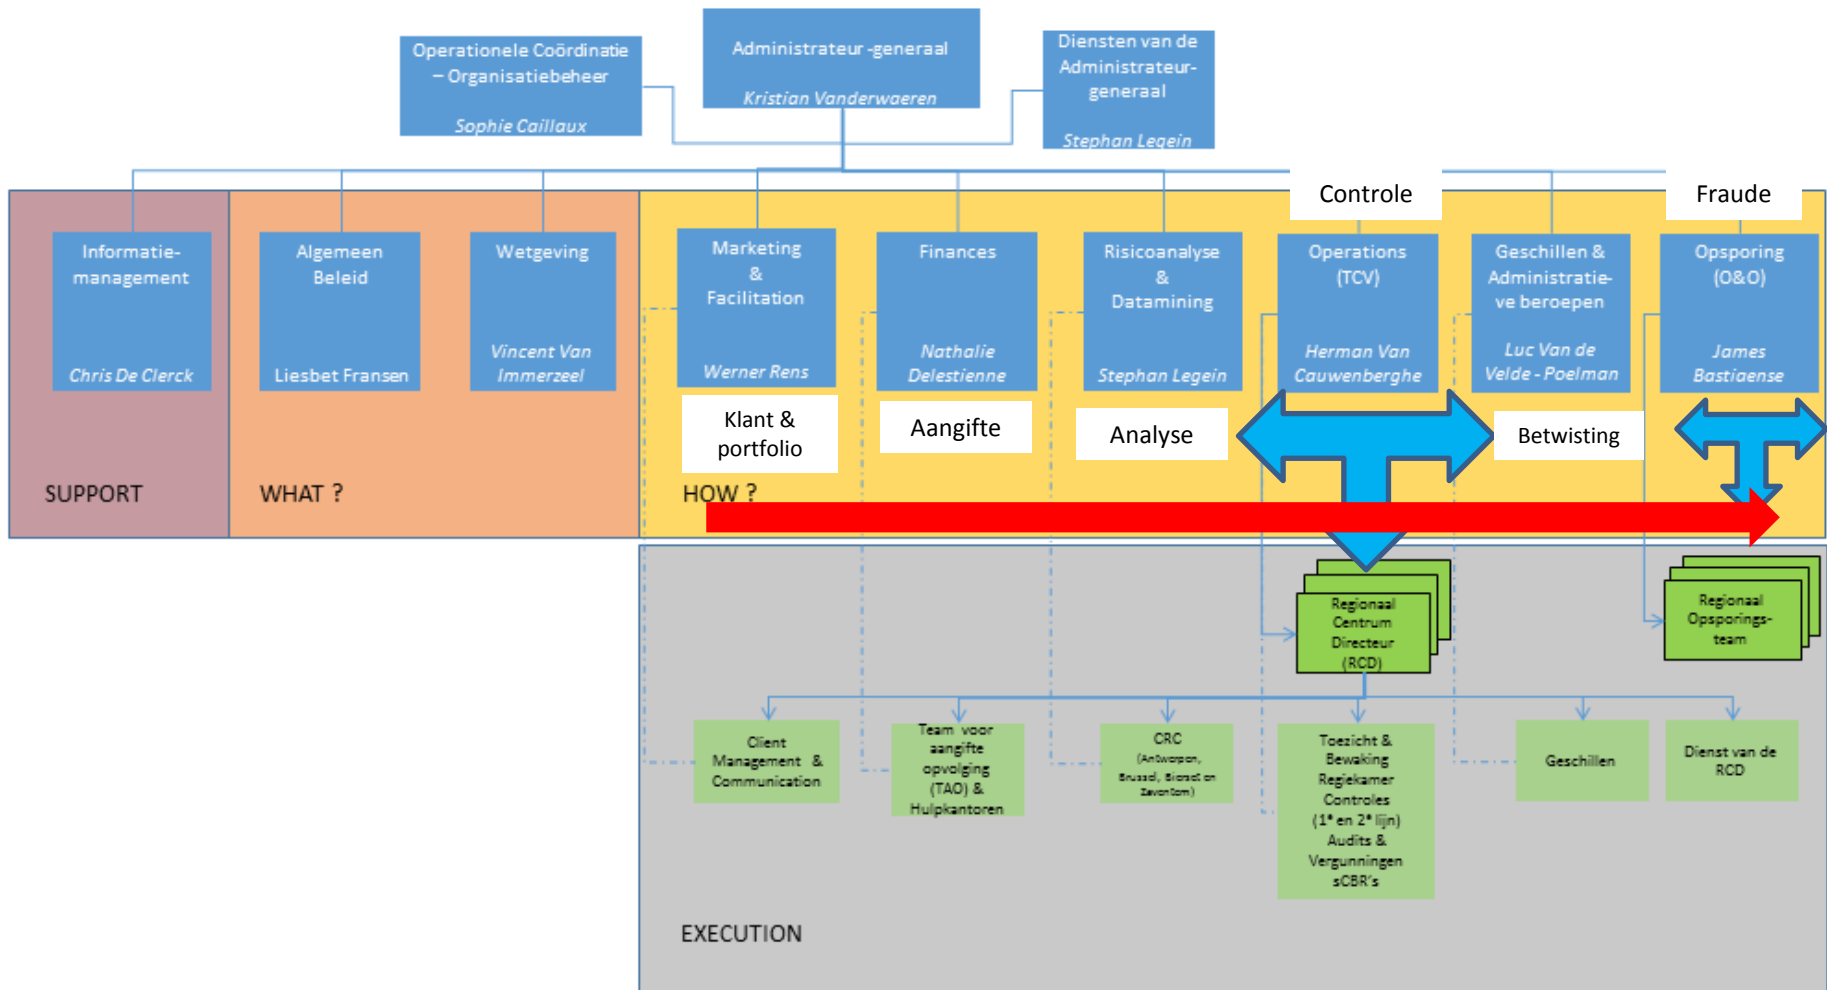 Operationele Coördinatie
– Organisatiebeheer
Sophie Caillaux
Administrateur -generaal
Kristian Vanderwaeren
Diensten van de
Administrateur-
generaal
Stephan Legein
Controle
Fraude
Informatie-
management
Chris De Clerck
Algemeen
Beleid
Liesbet Fransen
Wetgeving
Vincent Van
Immerzeel
Marketing
&
Facilitation
Werner Rens
Finances
Nathalie
Delestienne
Risicoanalyse
&
Datamining
Stephan Legein
Operations
(TCV)
Herman Van
Cauwenberghe
Geschillen &
Administratie-
ve beroepen
Luc Van de
Velde - Poelman
Opsporing
(O&O)
James
Bastiaense
Klant &
portfolio
Aangifte
Analyse
Betwisting
SUPPORT
WHAT ?
HOW ?
Regionaal
Centrum
Directeur
(RCD)
Regionaal
Opsporings-
team
Client
Management &
Communication
Team voor
aangifte
opvolging
(TAO) &
Hulpkantoren
CRC
(Antwerpen,
Brussel, Bierset en
Zaventem)
Toezicht &
Bewaking
Regiekamer
Controles
(1ᵉ en 2ᵉ lijn)
Audits &
Vergunningen
sCBR's
Geschillen
Dienst van de
RCD
EXECUTION